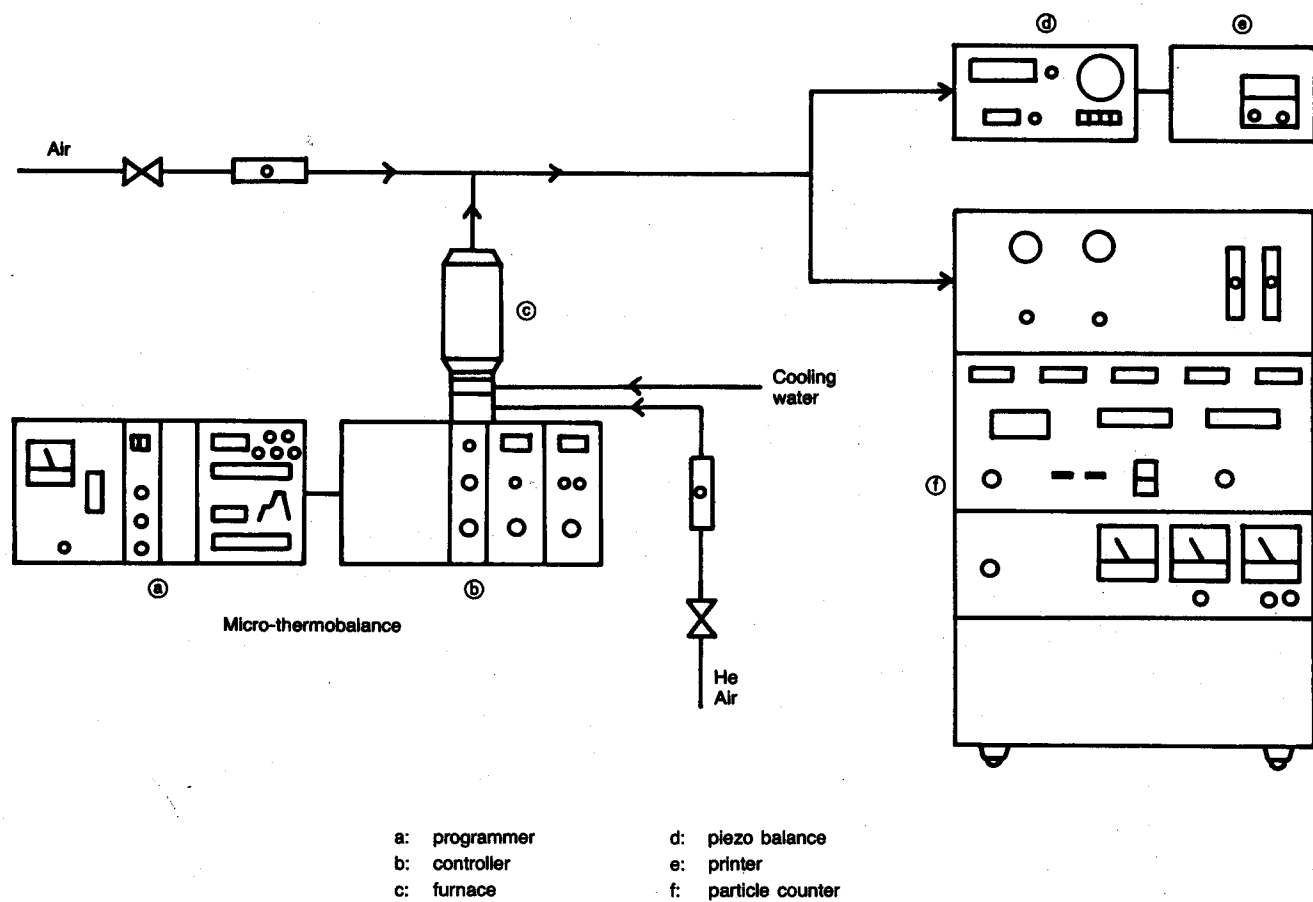 ⓓ ⓔ
Air
ⓒ
Cooling
water
ⓕ
ⓐ ⓑ
Micro-thermobalance
He
Air
a: programmer d: piezo balance
b: controller e: printer
c: furnace f: particle counter